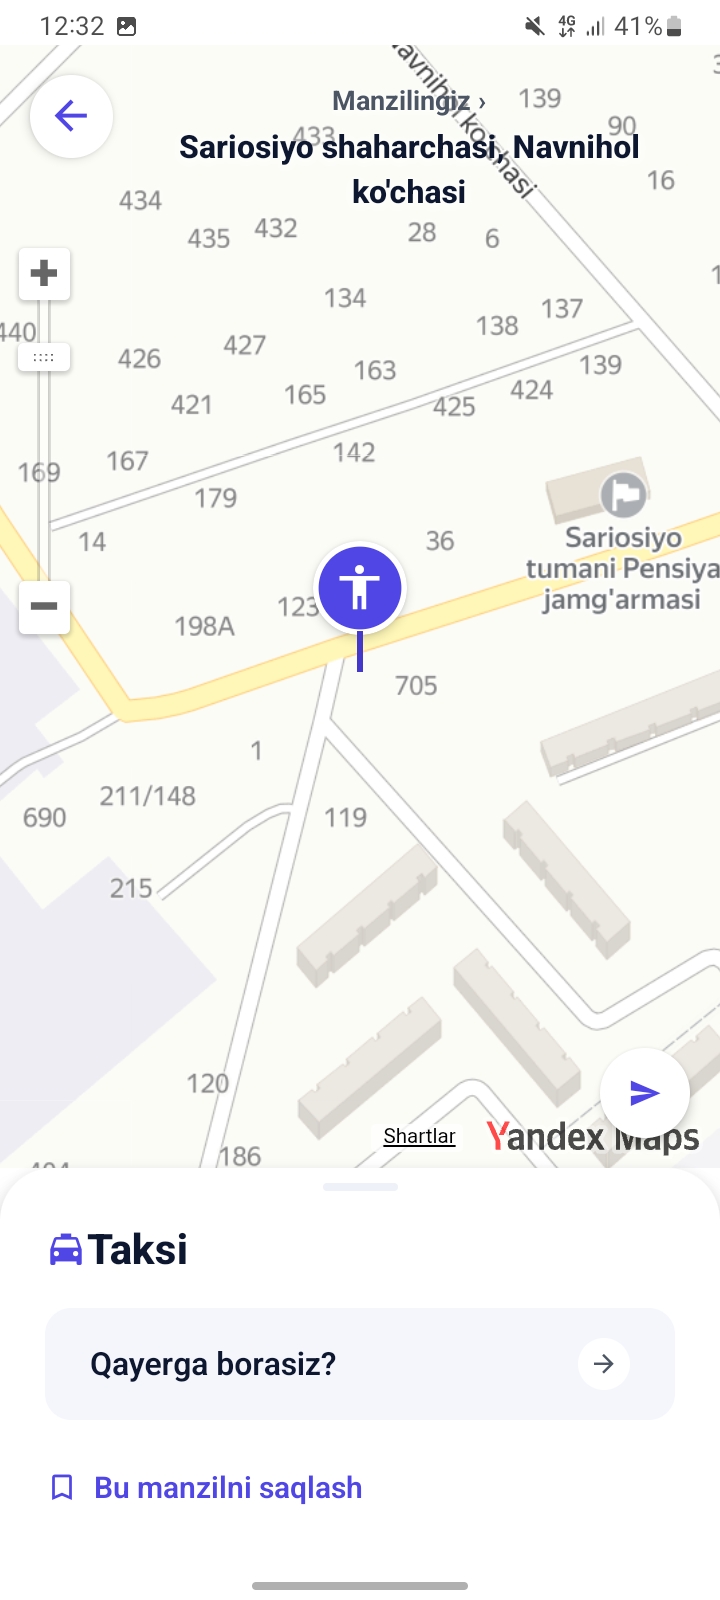 12:32
4G
41%
Navnihol ko'chasi
Manzilingiz ›
139
90
433
Sariosiyo shaharchasi, Navnihol
ko'chasi
16
434
435
432
28
6
134
137
138
440
427
426
163
139
165
424
421
425
142
167
169
179
14
36
Sariosiyo
tumani Pensiya
jamg'armasi
123
198A
705
1
211/148
690
119
215
120
186
Shartlar
Yandex Maps
Taksi
Qayerga borasiz?
Bu manzilni saqlash